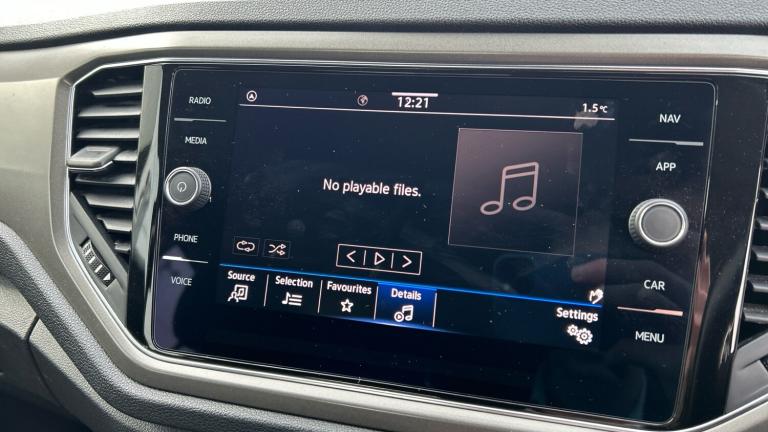 RADIO
MEDIA
PHONE
VOICE
12:21
1.5°C
No playable files.
Source
Selection
Favourites
Details
Settings
NAV
APP
CAR
MENU